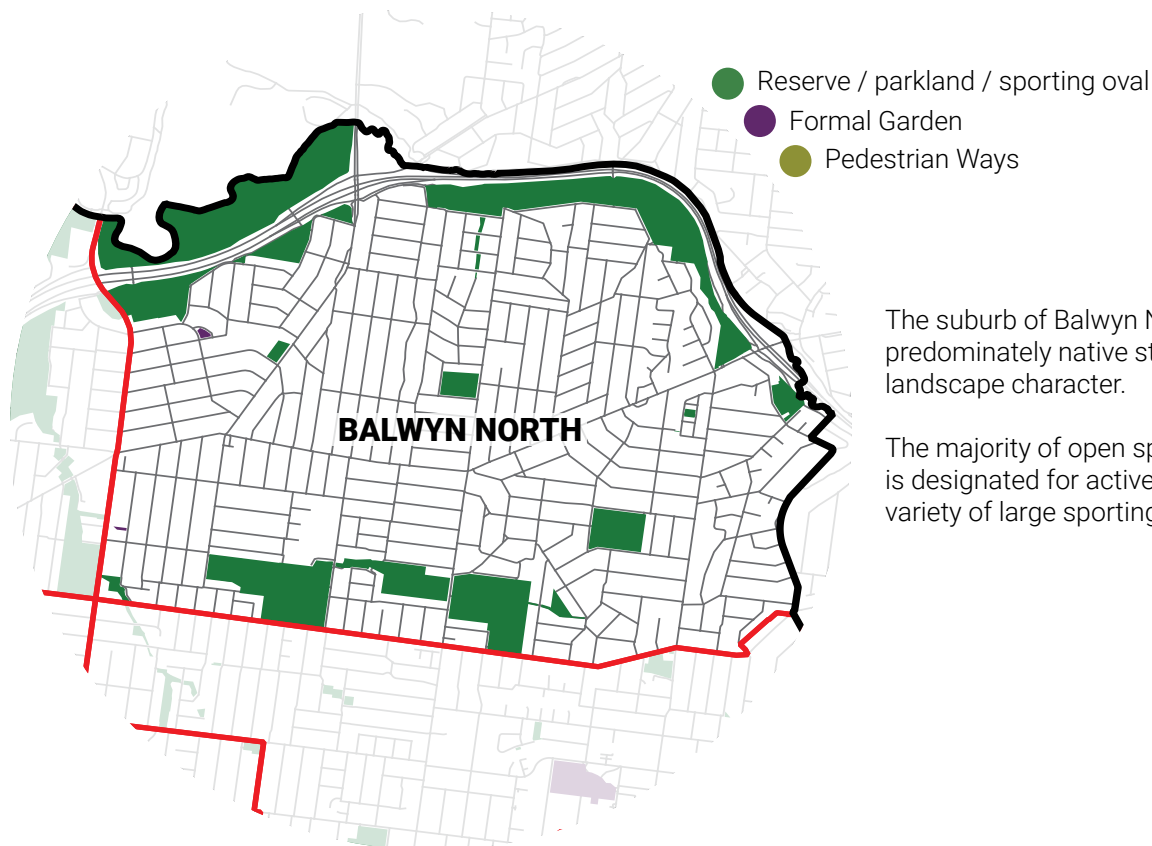 Reserve / parkland / sporting oval
Formal Garden
Pedestrian Ways
The suburb of Balwyn N
predominately native st
landscape character.
BALWYN NORTH
The majority of open sp
is designated for active
variety of large sporting